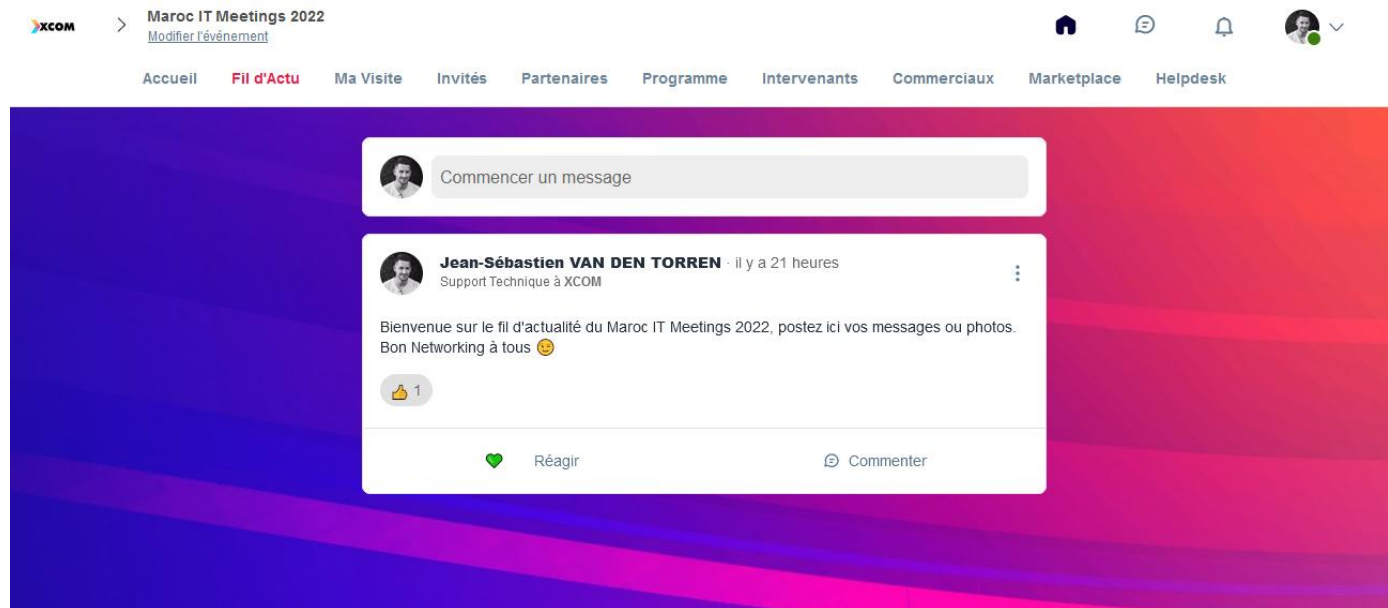 XCOM
Maroc IT Meetings 2022
Modifier l'événement
Accueil Fil d'Actu Ma Visite Invités Partenaires Programme Intervenants Commerciaux Marketplace Helpdesk
Commencer un message
Jean-Sébastien VAN DEN TORREN · il y a 21 heures
Support Technique à XCOM
Bienvenue sur le fil d'actualité du Maroc IT Meetings 2022, postez ici vos messages ou photos.
Bon Networking à tous 😉
👍 1
Réagir Commenter